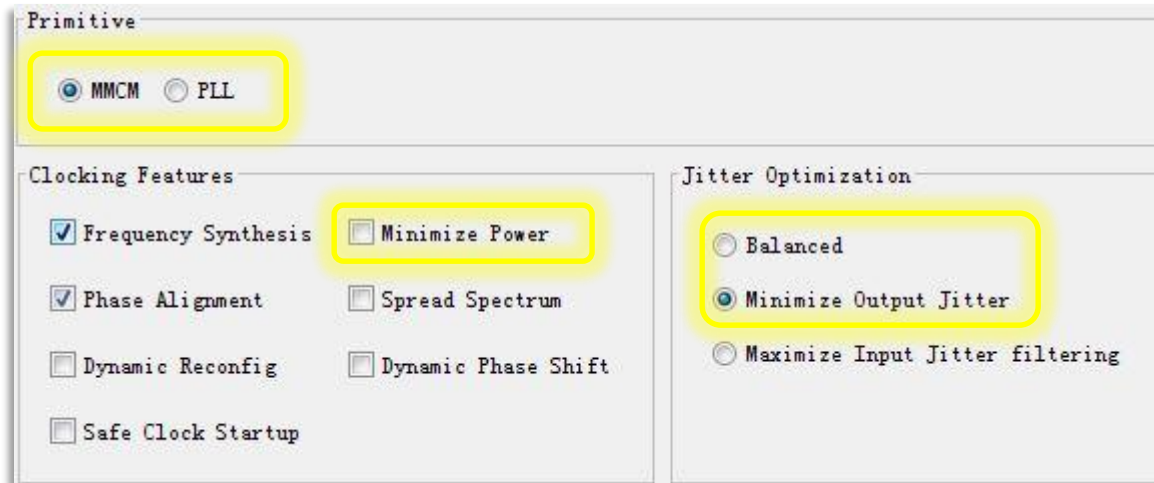 Primitive
MMCM PLL
Clocking Features
Frequency Synthesis Minimize Power
Phase Alignment Spread Spectrum
Dynamic Reconfig Dynamic Phase Shift
Safe Clock Startup
Jitter Optimization
Balanced
Minimize Output Jitter
Maximize Input Jitter filtering